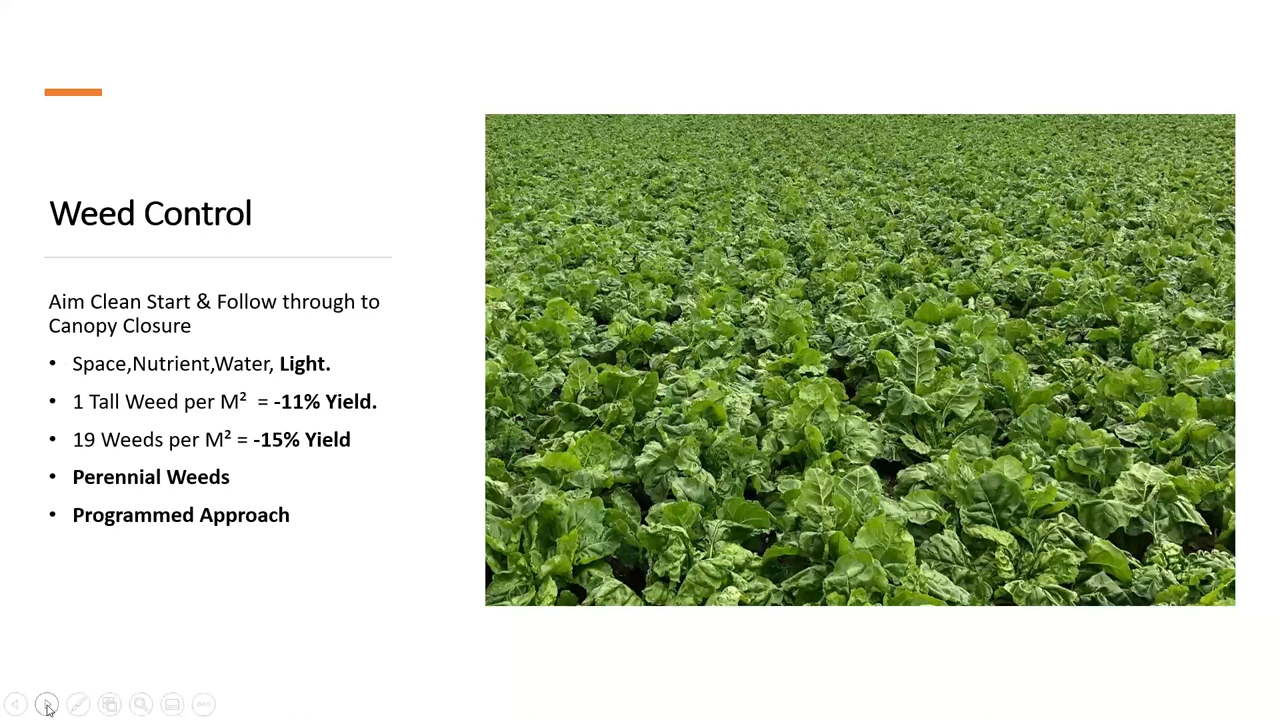 Weed Control
Aim Clean Start & Follow through to
Canopy Closure
• Space,Nutrient,Water, Light.
• 1 Tall Weed per M² = -11% Yield.
• 19 Weeds per M² = -15% Yield
• Perennial Weeds
• Programmed Approach